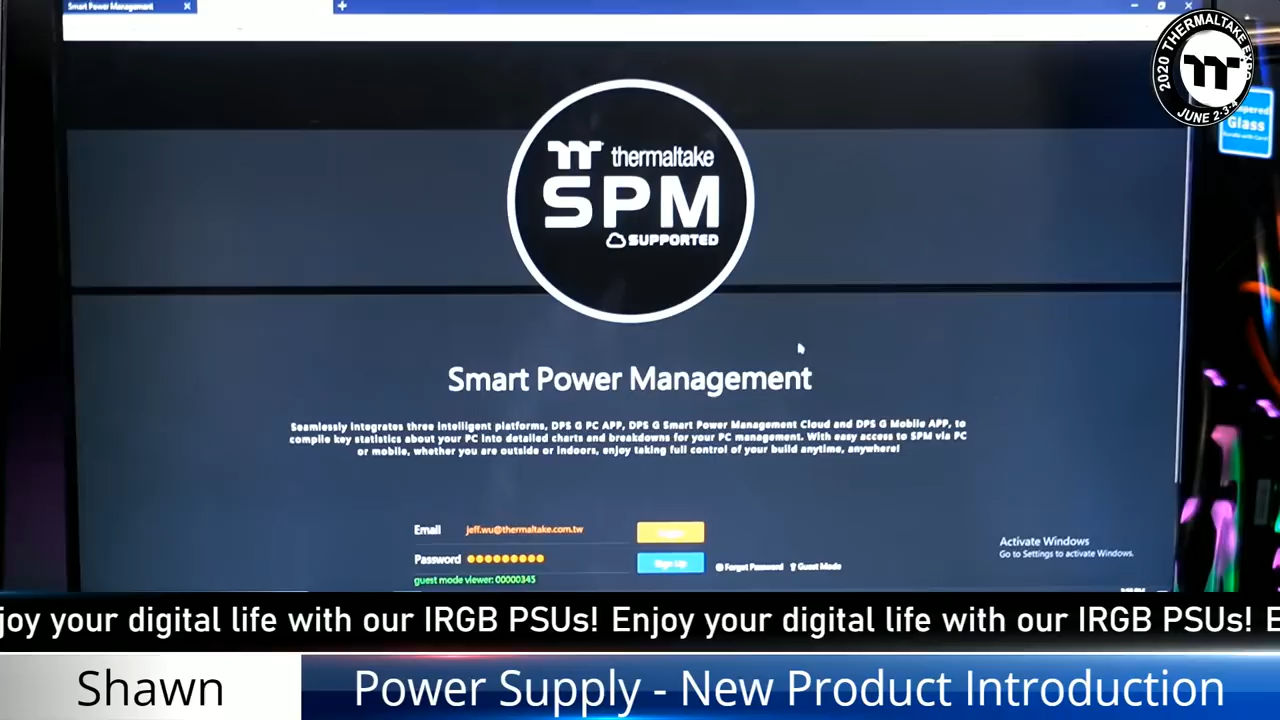 Smart Power Management
2020 THERMALTAKE EXPO
JUNE 2·3·4
Glass
thermaltake
SPM
SUPPORTED
Smart Power Management
Seamlessly integrates three intelligent platforms, DPS G PC APP, DPS G Smart Power Management Cloud and DPS G Mobile APP, to
compile key statistics about your PC into detailed charts and breakdowns for your PC management. With easy access to SPM via PC
or mobile, whether you are outside or indoors, enjoy taking full control of your build anytime, anywhere!
Email jeff.wu@thermaltake.com.tw
Activate Windows
Go to Settings to activate Windows.
Password Sign Up Forgot Password Guest Mode
guest mode viewer: 00000345
joy your digital life with our IRGB PSUs! Enjoy your digital life with our IRGB PSUs! E
Shawn
Power Supply - New Product Introduction